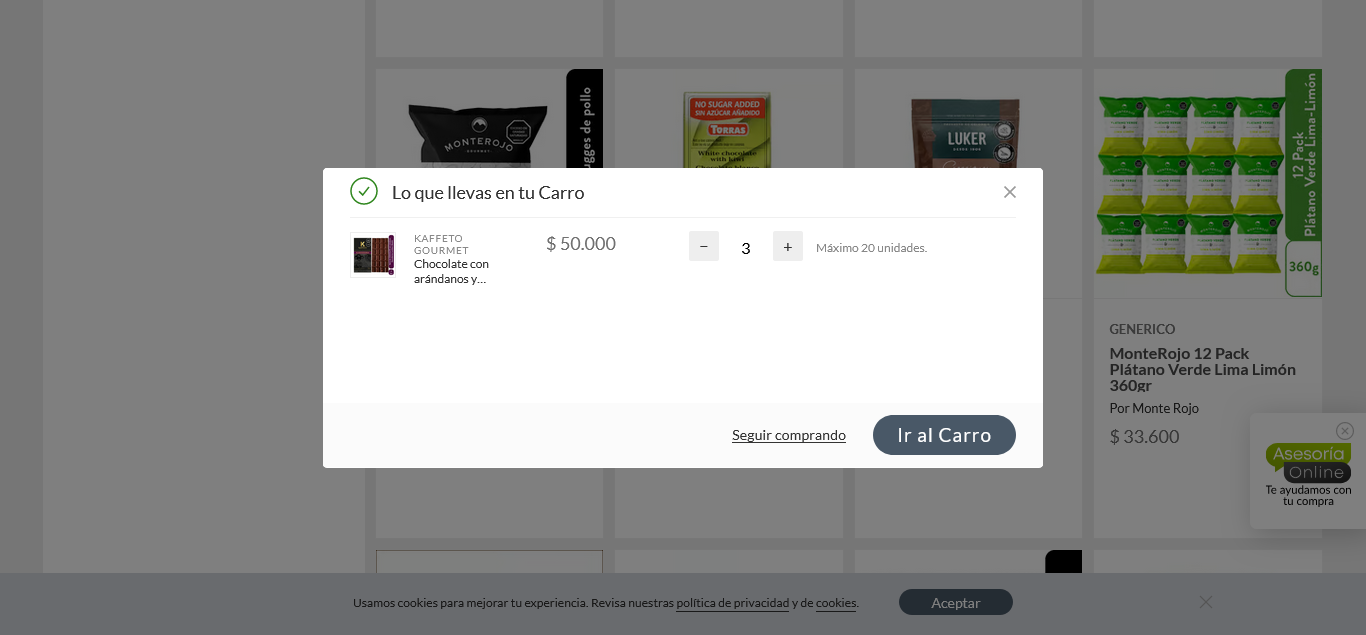 ugges de pollo
MONTEROJO
GOURMET
NO SUGAR ADDED
SIN AZÚCAR AÑADIDO
TORRAS
White chocolate
with kiwi
LUKER
12 Pack
Plátano Verde Lima-Limón
360g
Lo que llevas en tu Carro
KAFFETO
GOURMET
Chocolate con
arándanos y...
$ 50.000
−
3
+
Máximo 20 unidades.
Seguir comprando
Ir al Carro
GENERICO
MonteRojo 12 Pack
Plátano Verde Lima Limón
360gr
Por Monte Rojo
$ 33.600
Asesoría
Online
Te ayudamos con
tu compra
Usamos cookies para mejorar tu experiencia. Revisa nuestras política de privacidad y de cookies.
Aceptar